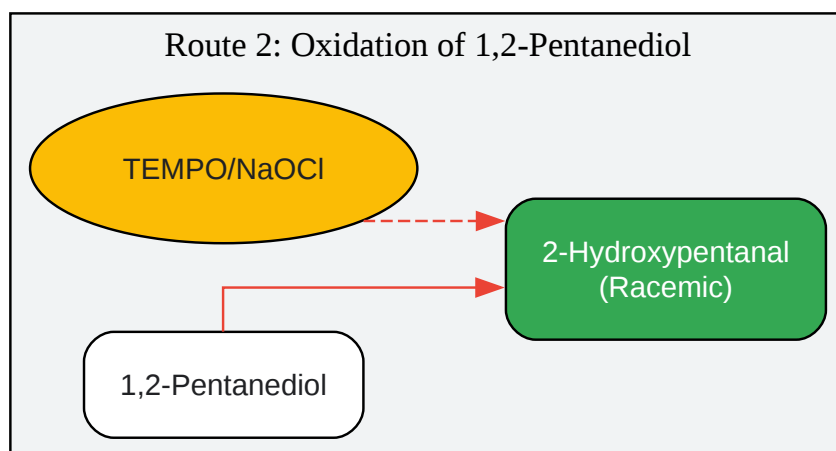 Route 2: Oxidation of 1,2-Pentanediol
TEMPO/NaOCl
2-Hydroxypentanal
(Racemic)
1,2-Pentanediol